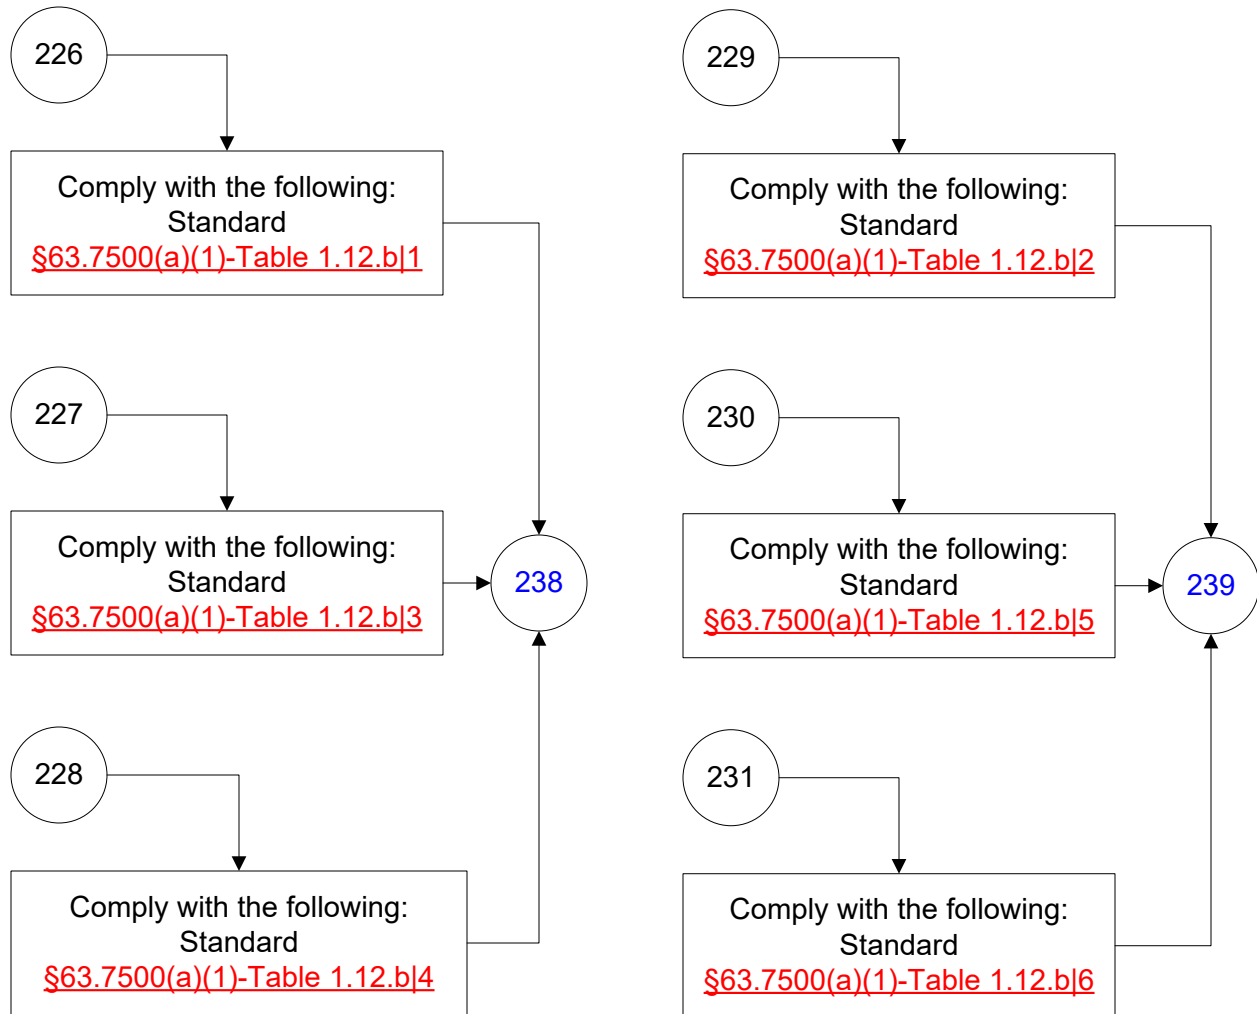 226
Comply with the following:
Standard
§63.7500(a)(1)-Table 1.12.b|1
227
Comply with the following:
Standard
§63.7500(a)(1)-Table 1.12.b|3
238
228
Comply with the following:
Standard
§63.7500(a)(1)-Table 1.12.b|4
229
Comply with the following:
Standard
§63.7500(a)(1)-Table 1.12.b|2
230
Comply with the following:
Standard
§63.7500(a)(1)-Table 1.12.b|5
239
231
Comply with the following:
Standard
§63.7500(a)(1)-Table 1.12.b|6